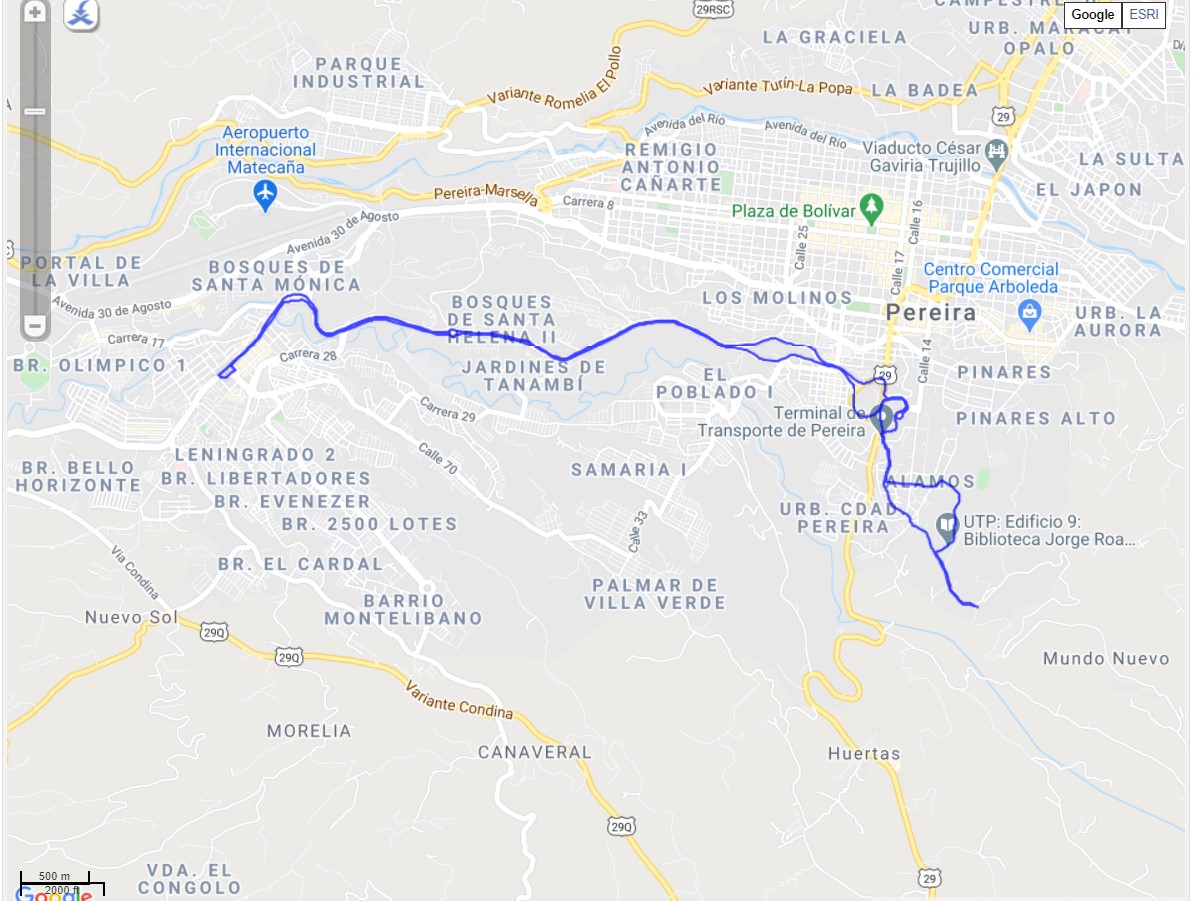 29RSC
CAMPESTRE
Google
ESRI
URB. MARACAY
OPALO
LA GRACIELA
PARQUE
INDUSTRIAL
Variante Romelia El Pollo
Variante Turín-La Popa
LA BADEA
29
Aeropuerto
Internacional
Matecaña
Avenida del Río
Avenida del Río
REMIGIO
ANTONIO
CAÑARTE
Viaducto César
Gaviria Trujillo
LA SULTA
EL JAPON
Pereira-Marsella
Carrera 8
Plaza de Bolívar
Calle 16
Calle 25
Avenida 30 de Agosto
PORTAL DE
LA VILLA
BOSQUES DE
SANTA MÓNICA
Calle 17
Centro Comercial
Parque Arboleda
Avenida 30 de Agosto
BOSQUES
DE SANTA
HELENA II
LOS MOLINOS
Pereira
URB. LA
AURORA
Carrera 17
Carrera 28
Calle 14
BR. OLIMPICO 1
JARDINES DE
TANAMBÍ
EL
POBLADO I
29
PINARES
Carrera 29
Terminal de
Transporte de Pereira
PINARES ALTO
LENINGRADO 2
Calle 70
BR. BELLO
HORIZONTE
BR. LIBERTADORES
SAMARIA I
ALAMOS
BR. EVENEZER
BR. 2500 LOTES
URB. CDAD
PEREIRA
UTP: Edificio 9:
Biblioteca Jorge Roa...
Calle 33
Via Condina
BR. EL CARDAL
PALMAR DE
VILLA VERDE
BARRIO
MONTELIBANO
Nuevo Sol
29Q
29Q
Mundo Nuevo
Variante Condina
MORELIA
CANAVERAL
Huertas
29Q
VDA. EL
CONGOLO
29
500 m
2000 ft
Google